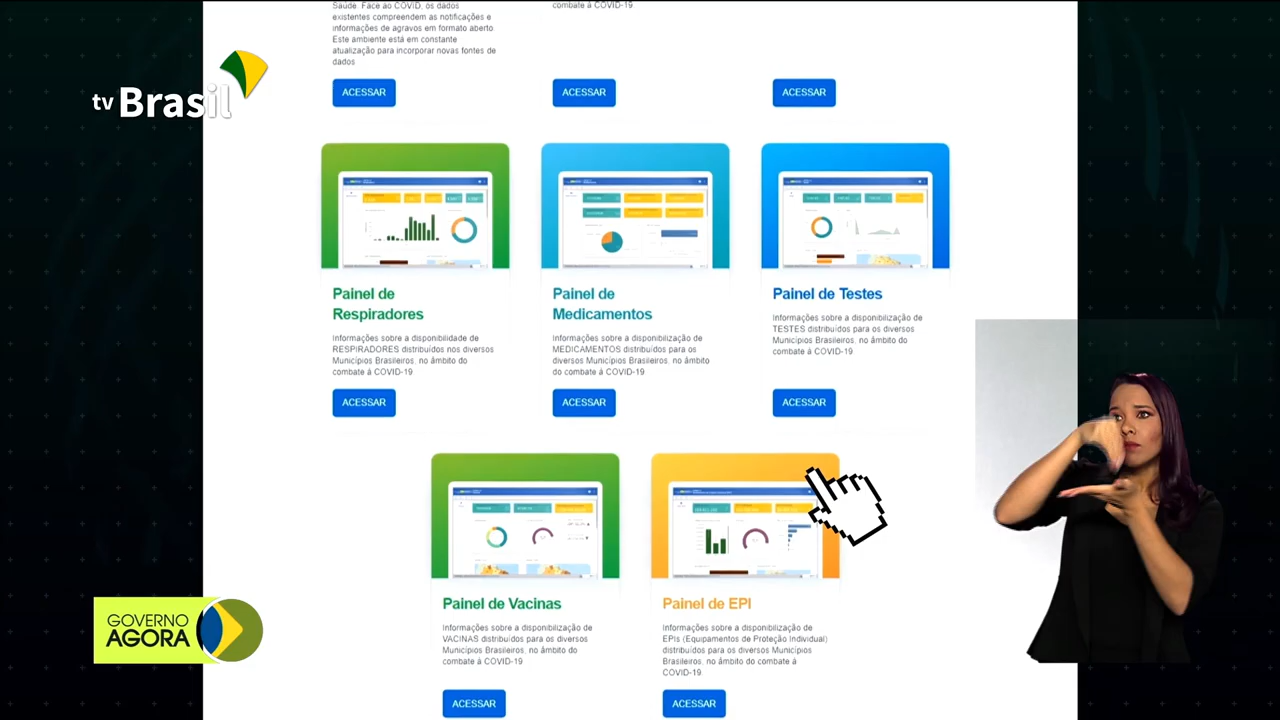 Saúde. Face ao COVID, os dados
existentes compreendem as notificações e
informações de agravos em formato aberto
Este ambiente está em constante
atualização para incorporar novas fontes de
dados
combate à COVID-19
ACESSAR
ACESSAR
ACESSAR
tv Brasil
Painel de
Respiradores
Informações sobre a disponibilidade de
RESPIRADORES distribuídos nos diversos
Municípios Brasileiros, no âmbito do
combate á COVID-19
ACESSAR
Painel de
Medicamentos
Informações sobre a disponibilização de
MEDICAMENTOS distribuídos para os
diversos Municípios Brasileiros, no âmbito
do combate á COVID-19
ACESSAR
Painel de Testes
Informações sobre a disponibilização de
TESTES distribuídos para os diversos
Municípios Brasileiros, no âmbito do
combate á COVID-19
ACESSAR
Painel de Vacinas
Informações sobre a disponibilização de
VACINAS distribuídos para os diversos
Municípios Brasileiros, no âmbito do
combate á COVID-19
ACESSAR
Painel de EPI
Informações sobre a disponibilização de
EPIs (Equipamentos de Proteção Individual)
distribuídos para os diversos Municípios
Brasileiros, no âmbito do combate á
COVID-19
ACESSAR
GOVERNO
AGORA